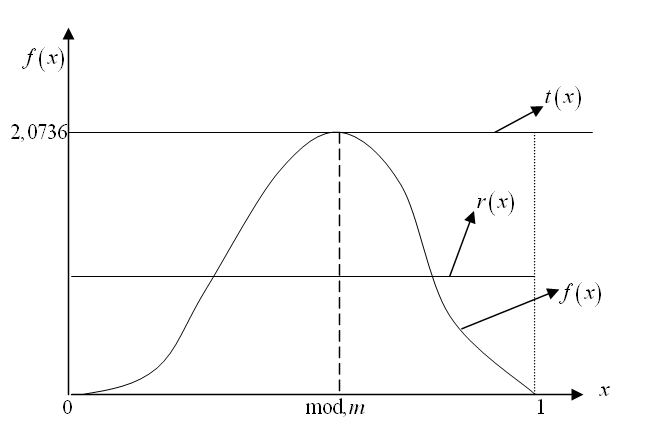 f(x)
t(x)
2,0736
r(x)
f(x)
x
0
mod,m
1